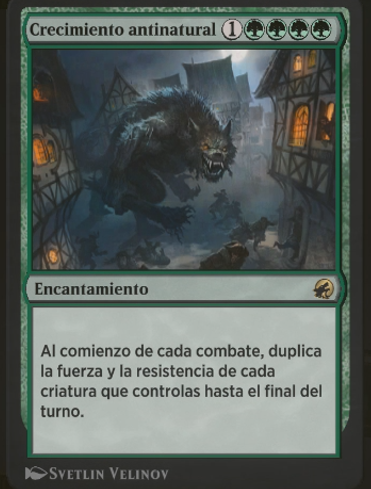 Crecimiento antinatural 1
Encantamiento
Al comienzo de cada combate, duplica
la fuerza y la resistencia de cada
criatura que controlas hasta el final del
turno.
SVETLIN VELINOV